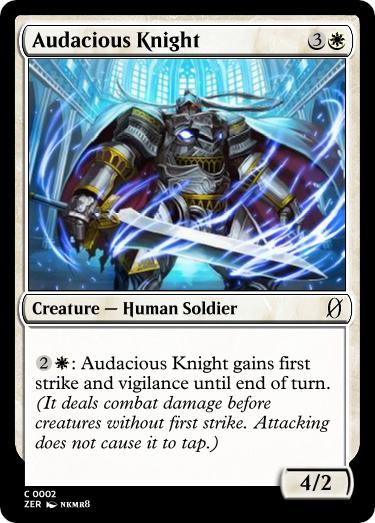 Audacious Knight 3
Creature — Human Soldier
2 : Audacious Knight gains first
strike and vigilance until end of turn.
(It deals combat damage before
creatures without first strike. Attacking
does not cause it to tap.)
4/2
C 0002
ZER NKMR8